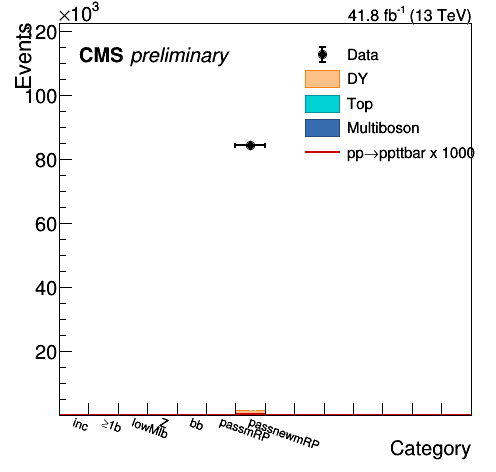 ×10³
41.8 fb⁻¹ (13 TeV)
Events
CMS preliminary
Data
DY
Top
Multiboson
pp→ppttbar x 1000
120
100
80
60
40
20
inc
≥1b
lowMlb
Z
bb
passmRP
passnewmRP
Category